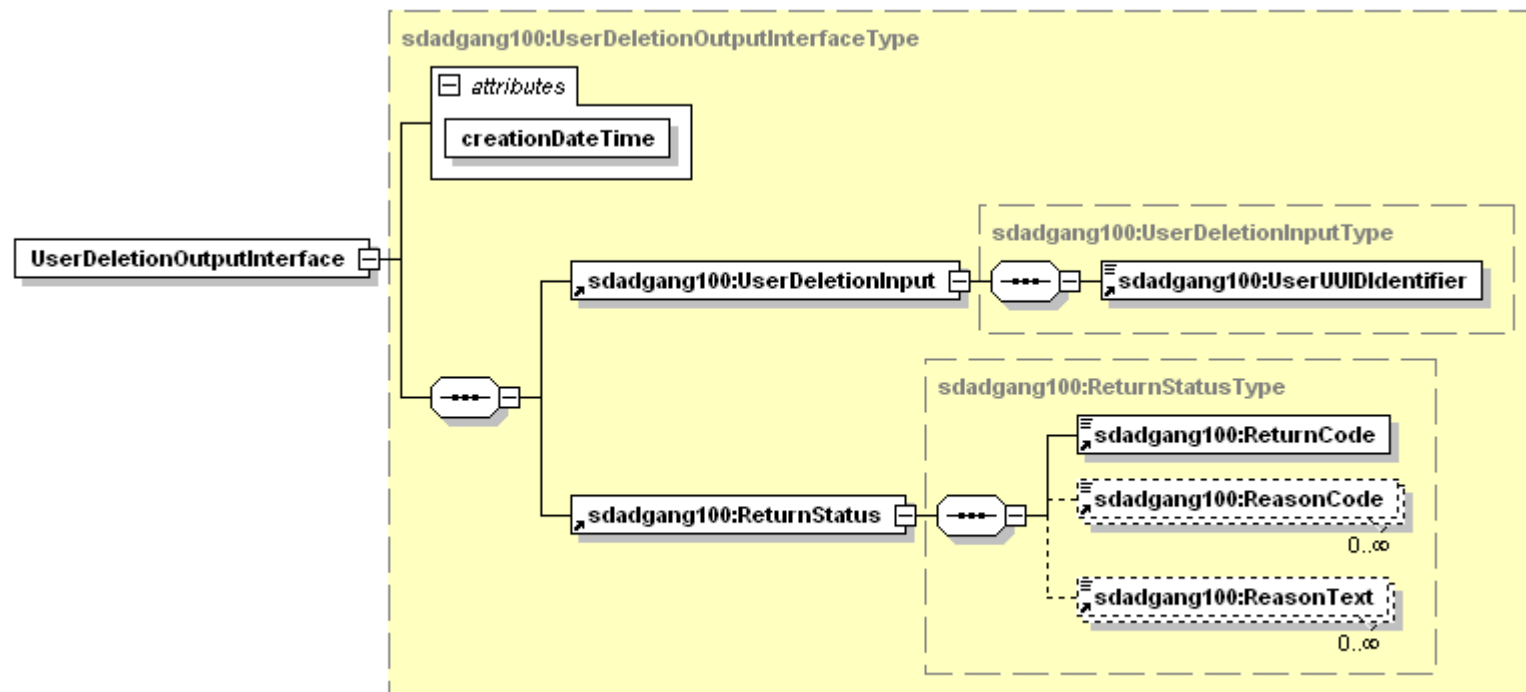 sdadgang100:UserDeletionOutputInterfaceType
attributes
creationDateTime
UserDeletionOutputInterface
sdadgang100:UserDeletionInputType
sdadgang100:UserDeletionInput
sdadgang100:UserUUIDIdentifier
sdadgang100:ReturnStatusType
sdadgang100:ReturnCode
sdadgang100:ReasonCode
0..∞
sdadgang100:ReturnStatus
sdadgang100:ReasonText
0..∞